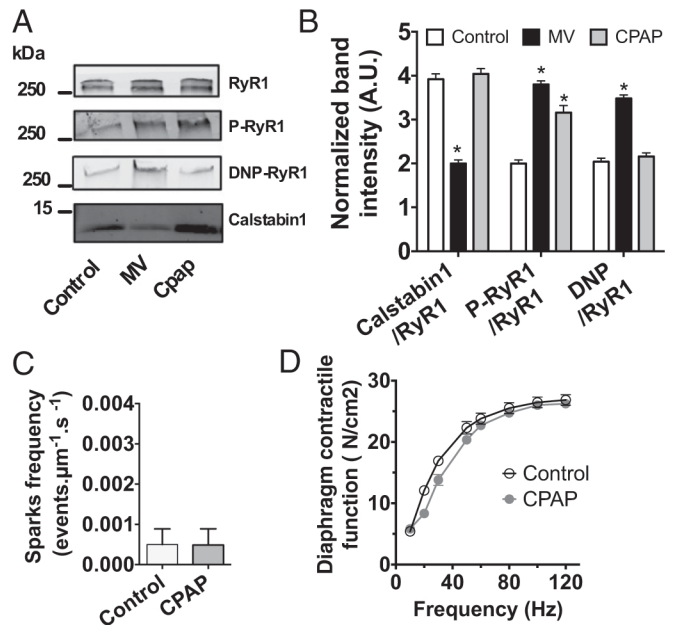 A
kDa
250
RyR1
250
P-RyR1
250
DNP-RyR1
15
Calstabin1
Control
MV
Cpap
B
Normalized band
intensity (A.U.)
5
4
3
2
1
0
Control
MV
CPAP
*
*
*
*
Calstabin1
/RyR1
P-RyR1
/RyR1
DNP
/RyR1
C
Sparks frequency
(events.µm⁻¹.s⁻¹)
0.004
0.003
0.002
0.001
0.000
Control
CPAP
D
Diaphragm contractile
function ( N/cm2)
30
20
10
0
Control
CPAP
0
40
80
120
Frequency (Hz)